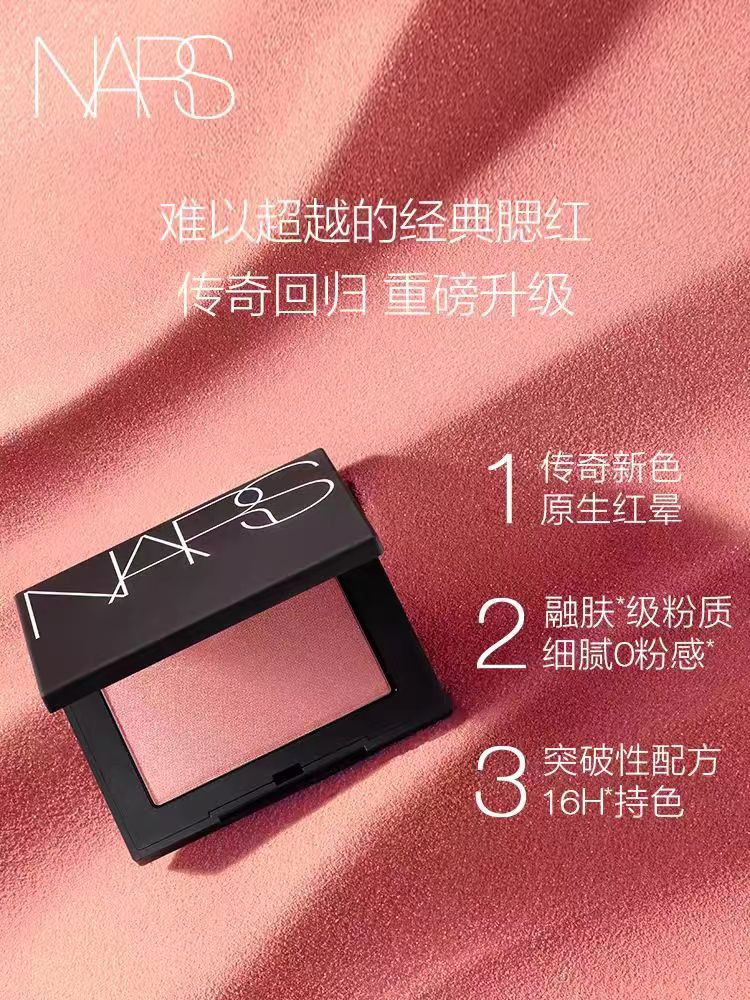 NARS
难以超越的经典腮红
传奇回归 重磅升级
NARS
1 传奇新色
原生红晕
2 融肤*级粉质
细腻0粉感*
3 突破性配方
16H*持色